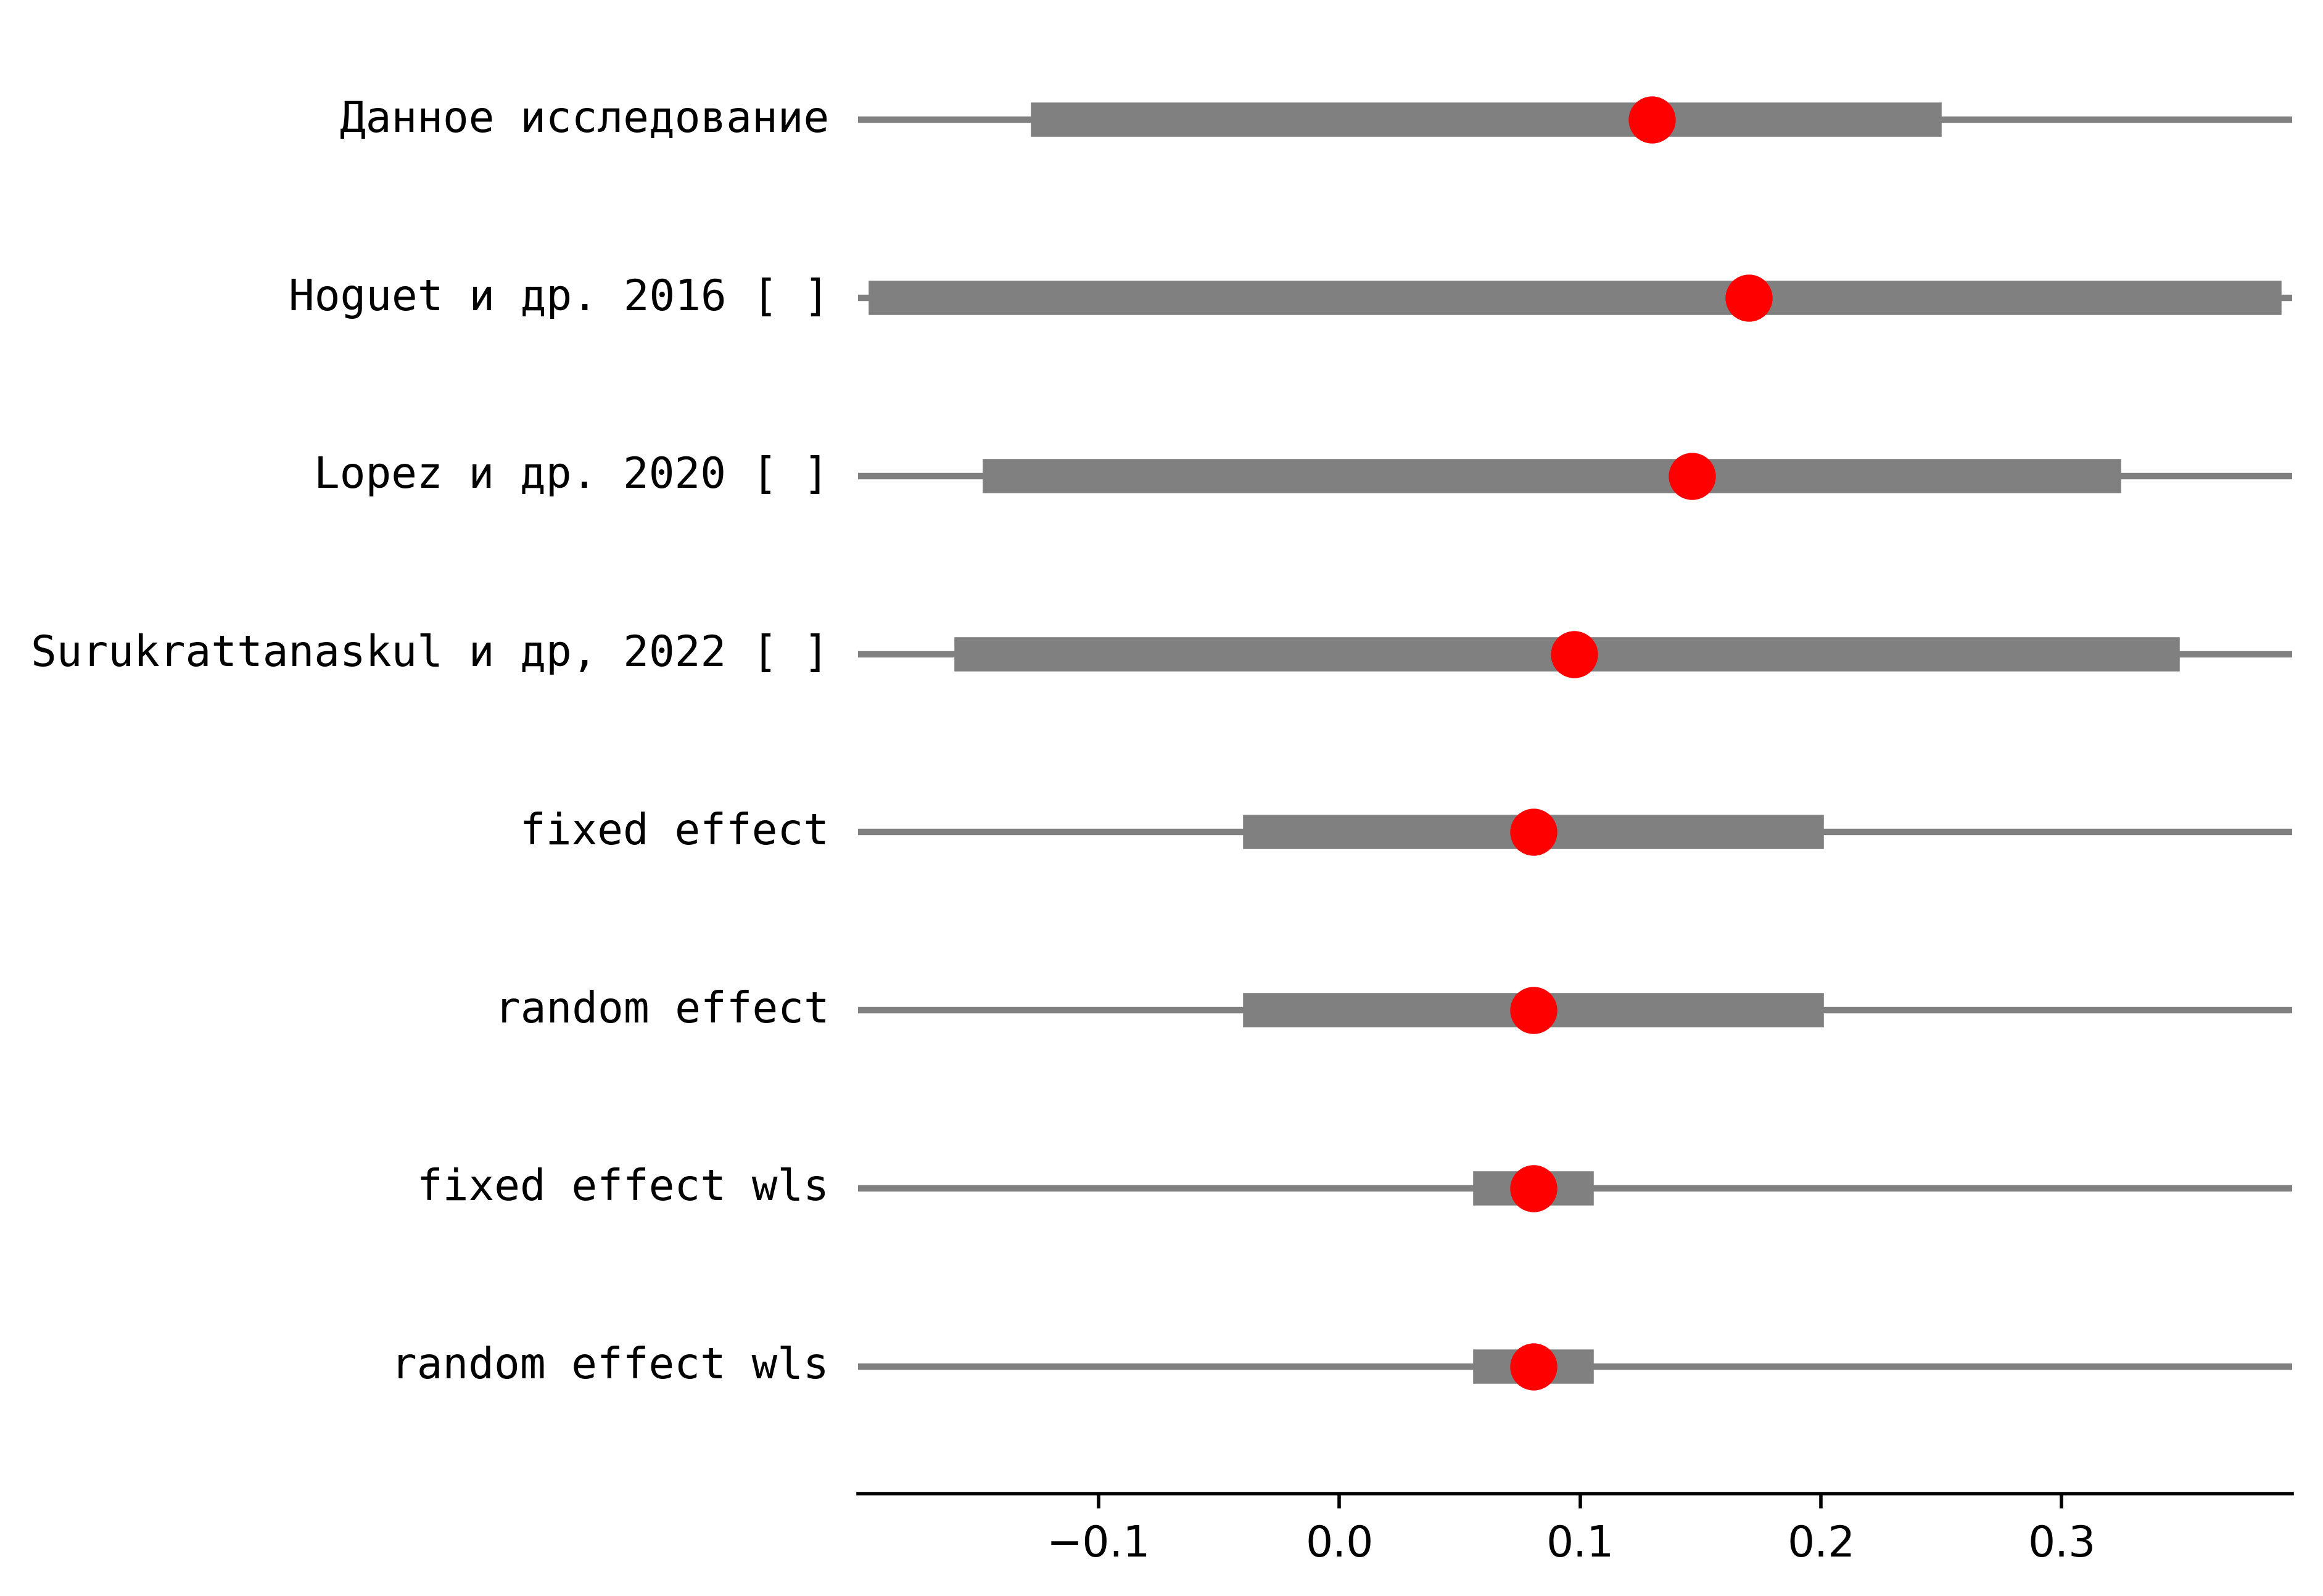 Данное исследование
Hoguet и др. 2016 [ ]
Lopez и др. 2020 [ ]
Surukrattanaskul и др, 2022 [ ]
fixed effect
random effect
fixed effect wls
random effect wls
−0.1 0.0 0.1 0.2 0.3